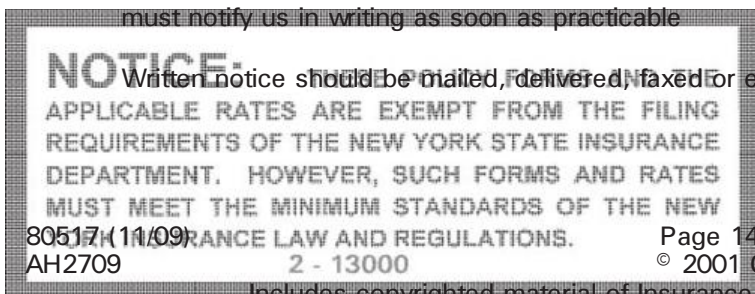 must notify us in writing as soon as practicable
NOTICE: THESE POLICY FORMS AND THE
Written notice should be mailed, delivered, faxed or e
APPLICABLE RATES ARE EXEMPT FROM THE FILING
REQUIREMENTS OF THE NEW YORK STATE INSURANCE
DEPARTMENT. HOWEVER, SUCH FORMS AND RATES
MUST MEET THE MINIMUM STANDARDS OF THE NEW
YORK INSURANCE LAW AND REGULATIONS.
80517 (11/09) Page 14
AH2709 2 - 13000 © 2001
Includes copyrighted material of Insurance